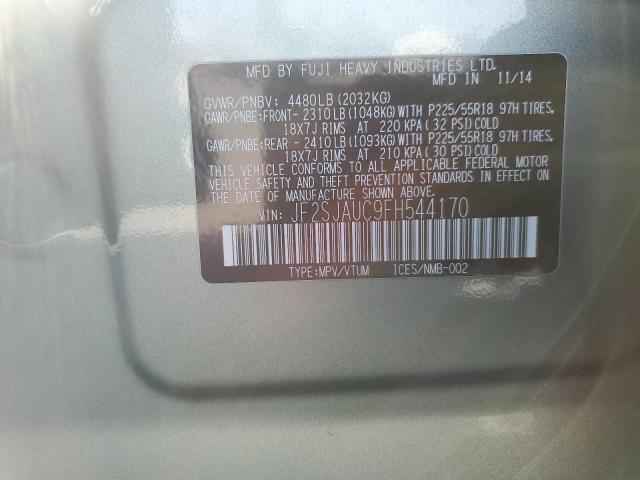 MFD BY FUJI HEAVY INDUSTRIES LTD.
MFD IN 11/14
GVWR/PNBV: 4480LB(2032KG)
GAWR/PNBE:FRONT- 2310LB(1048KG)WITH P225/55R18 97H TIRES,
18X7J RIMS AT 220 KPA(32 PSI)COLD
GAWR/PNBE:REAR - 2410LB(1093KG)WITH P225/55R18 97H TIRES,
18X7J RIMS AT 210 KPA(30 PSI)COLD
THIS VEHICLE CONFORMS TO ALL APPLICABLE FEDERAL MOTOR
VEHICLE SAFETY AND THEFT PREVENTION STANDARDS IN EFFECT
ON THE DATE OF MANUFACTURE SHOWN ABOVE.
VIN: JF2SJAUC9FH544170
TYPE:MPV/VTUM ICES/NMB-002